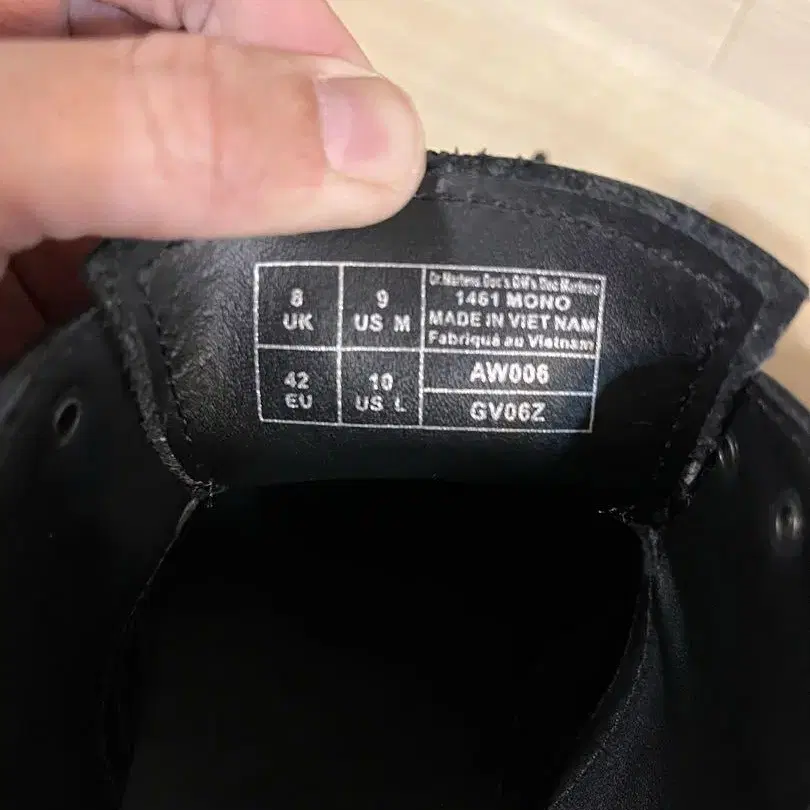 8
UK
9
US M
Dr.Martens Doc's DM's Doc Martens
1461 MONO
MADE IN VIET NAM
Fabriqué au Vietnam
42
EU
10
US L
AW006
GV06Z